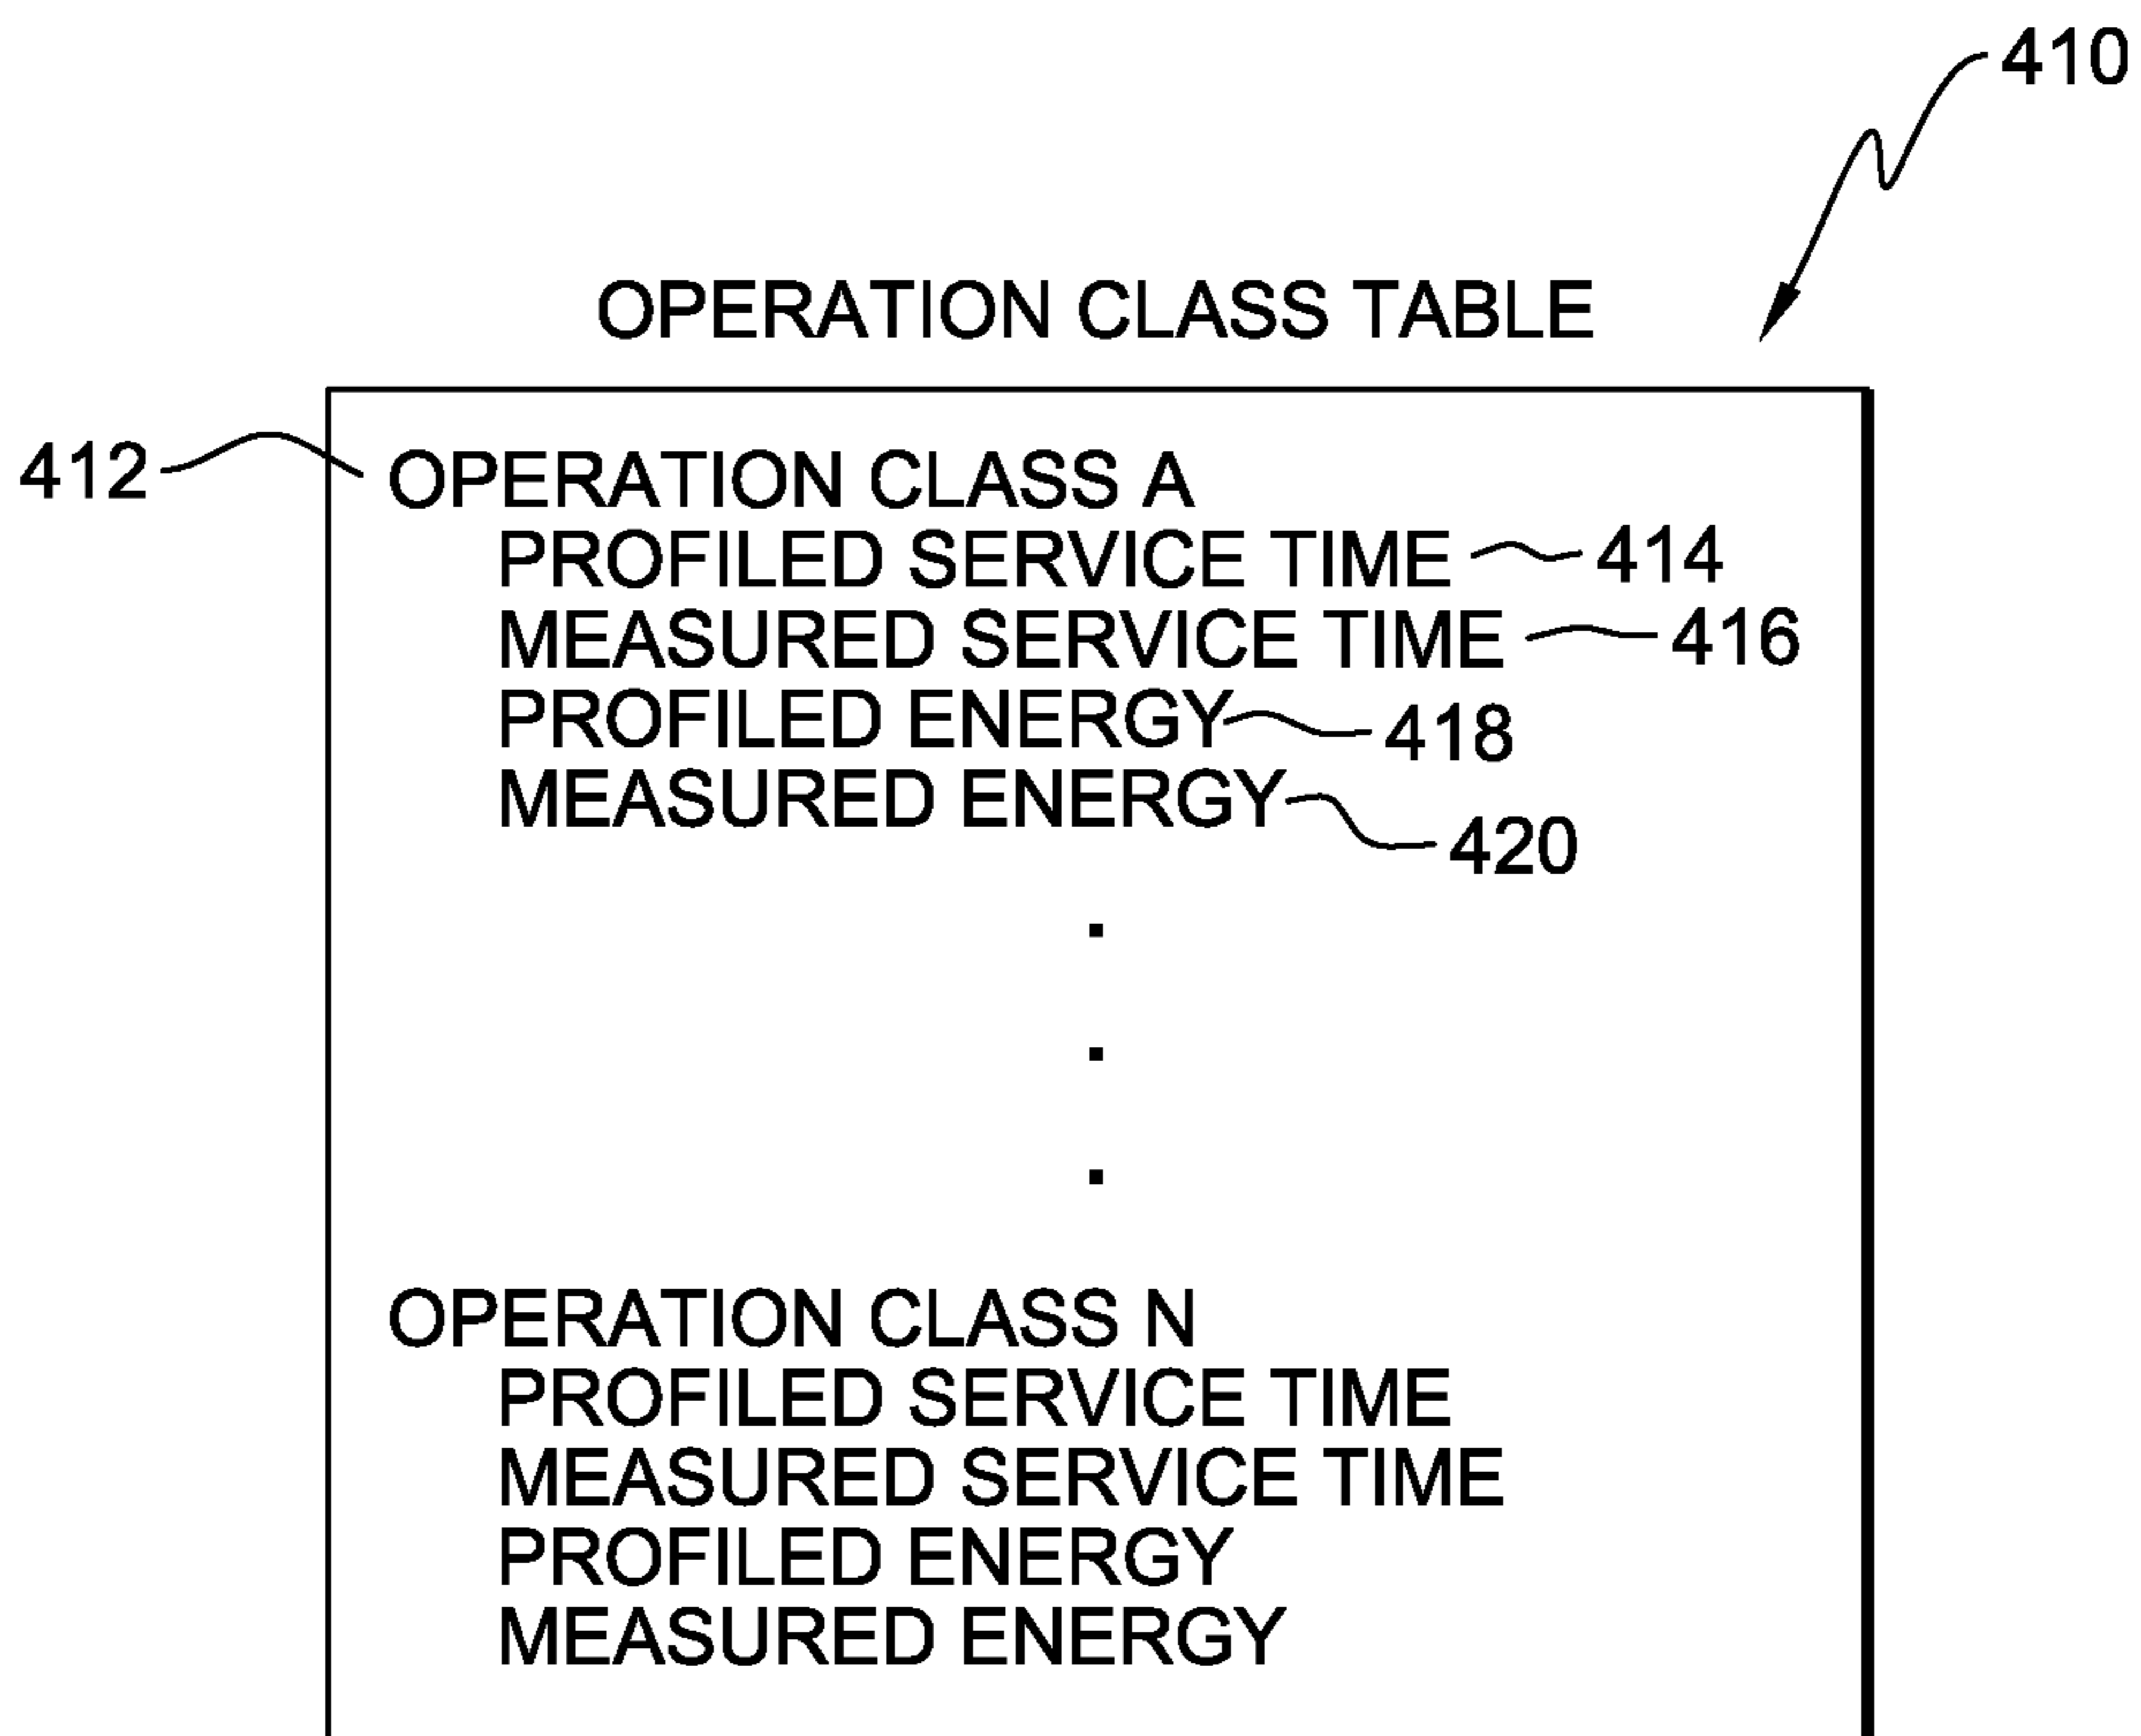 410
OPERATION CLASS TABLE
412 OPERATION CLASS A
PROFILED SERVICE TIME 414
MEASURED SERVICE TIME 416
PROFILED ENERGY 418
MEASURED ENERGY 420
.
.
.
OPERATION CLASS N
PROFILED SERVICE TIME
MEASURED SERVICE TIME
PROFILED ENERGY
MEASURED ENERGY